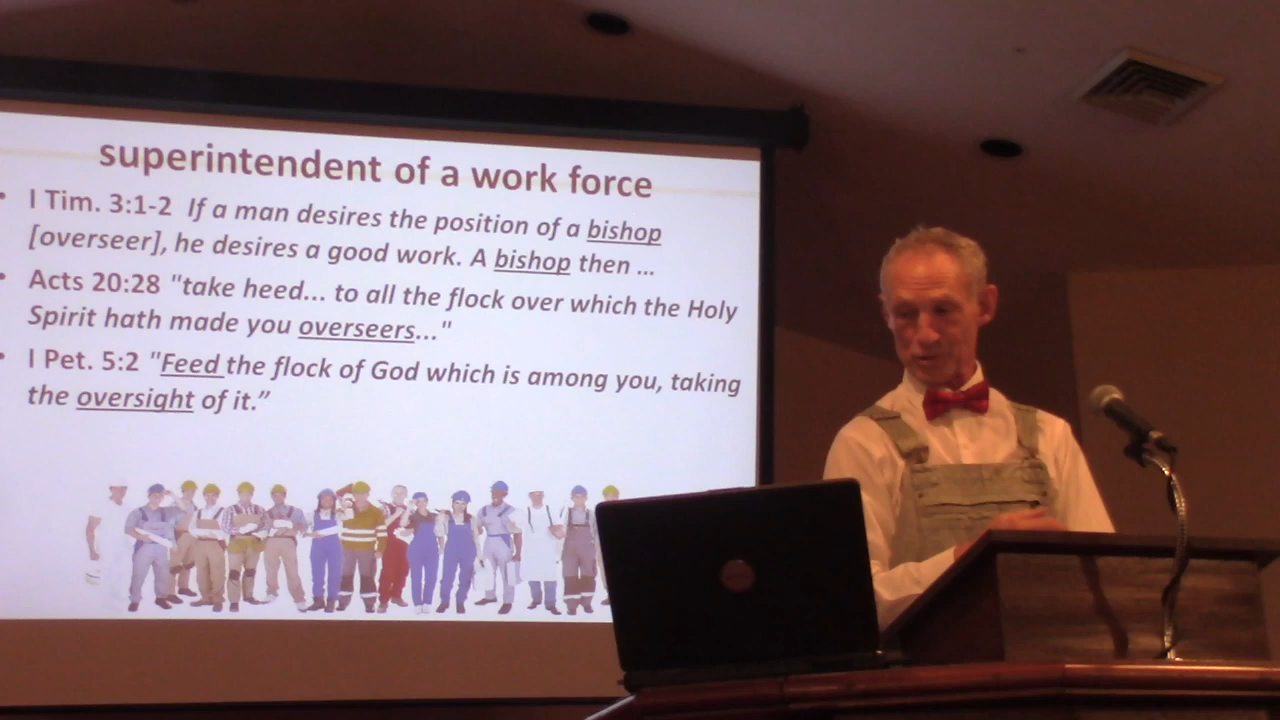 superintendent of a work force
• I Tim. 3:1-2 If a man desires the position of a bishop
[overseer], he desires a good work. A bishop then ...
• Acts 20:28 "take heed... to all the flock over which the Holy
Spirit hath made you overseers..."
• I Pet. 5:2 "Feed the flock of God which is among you, taking
the oversight of it.”